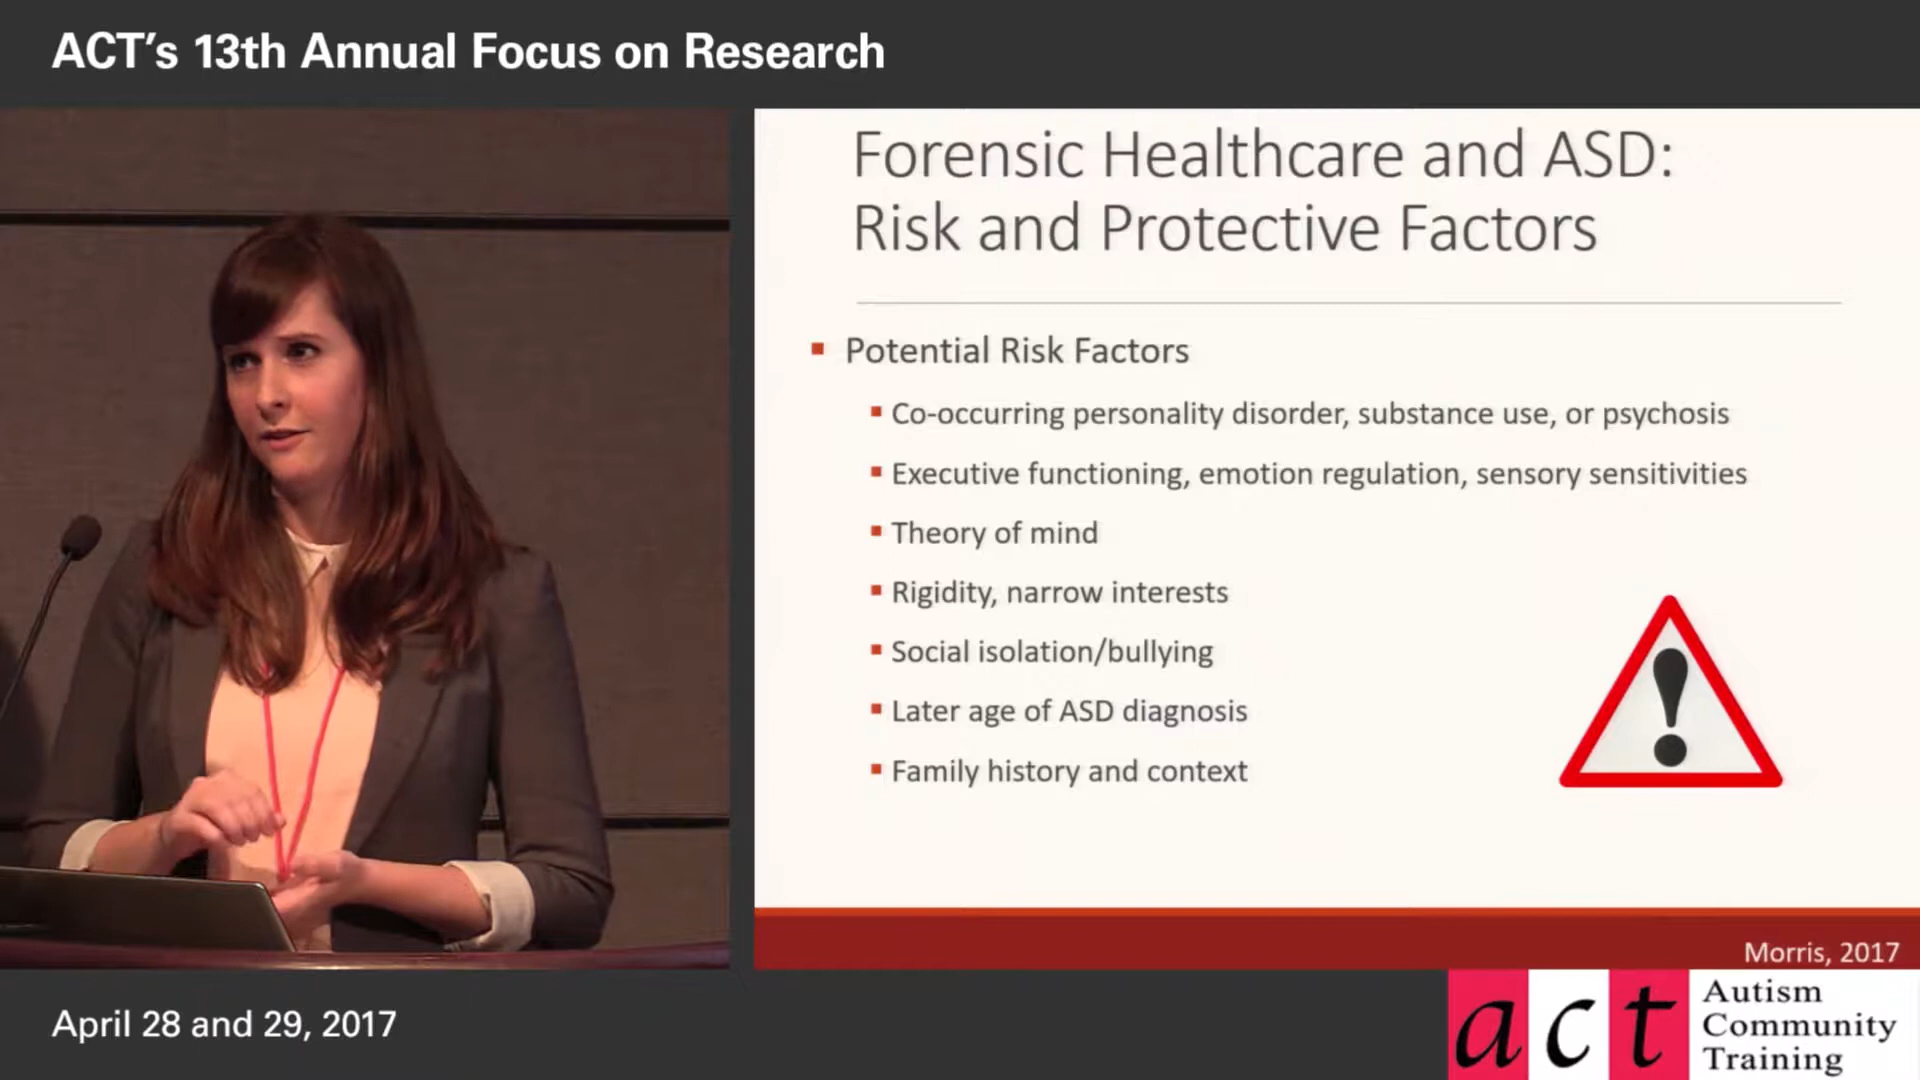 ACT's 13th Annual Focus on Research
Forensic Healthcare and ASD:
Risk and Protective Factors
▪ Potential Risk Factors
▪ Co-occurring personality disorder, substance use, or psychosis
▪ Executive functioning, emotion regulation, sensory sensitivities
▪ Theory of mind
▪ Rigidity, narrow interests
▪ Social isolation/bullying
▪ Later age of ASD diagnosis
▪ Family history and context
!
Morris, 2017
April 28 and 29, 2017
act
Autism
Community
Training